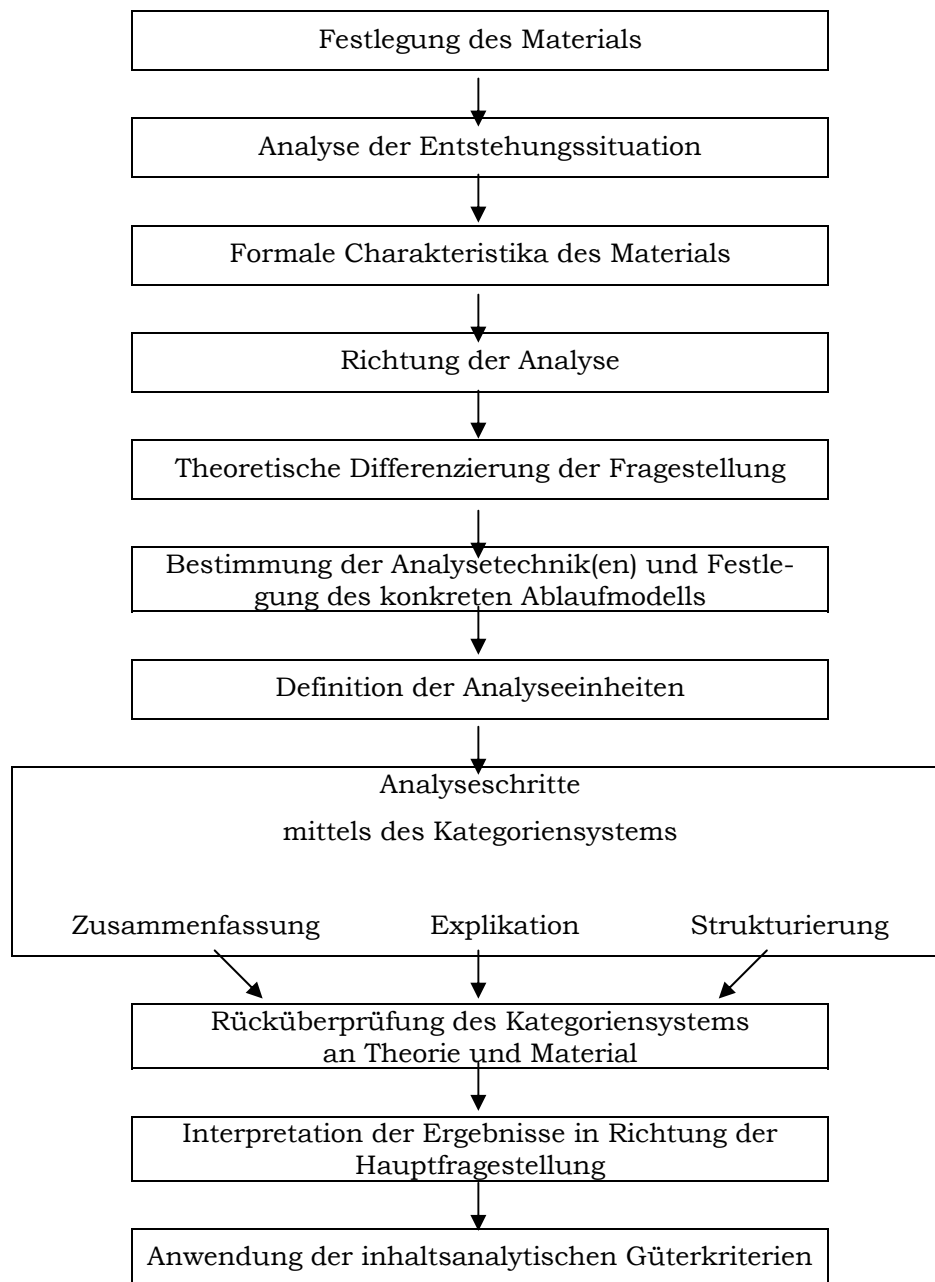 Festlegung des Materials
Analyse der Entstehungssituation
Formale Charakteristika des Materials
Richtung der Analyse
Theoretische Differenzierung der Fragestellung
Bestimmung der Analysetechnik(en) und Festle-
gung des konkreten Ablaufmodells
Definition der Analyseeinheiten
Analyseschritte
mittels des Kategoriensystems
Zusammenfassung Explikation Strukturierung
Rücküberprüfung des Kategoriensystems
an Theorie und Material
Interpretation der Ergebnisse in Richtung der
Hauptfragestellung
Anwendung der inhaltsanalytischen Güterkriterien